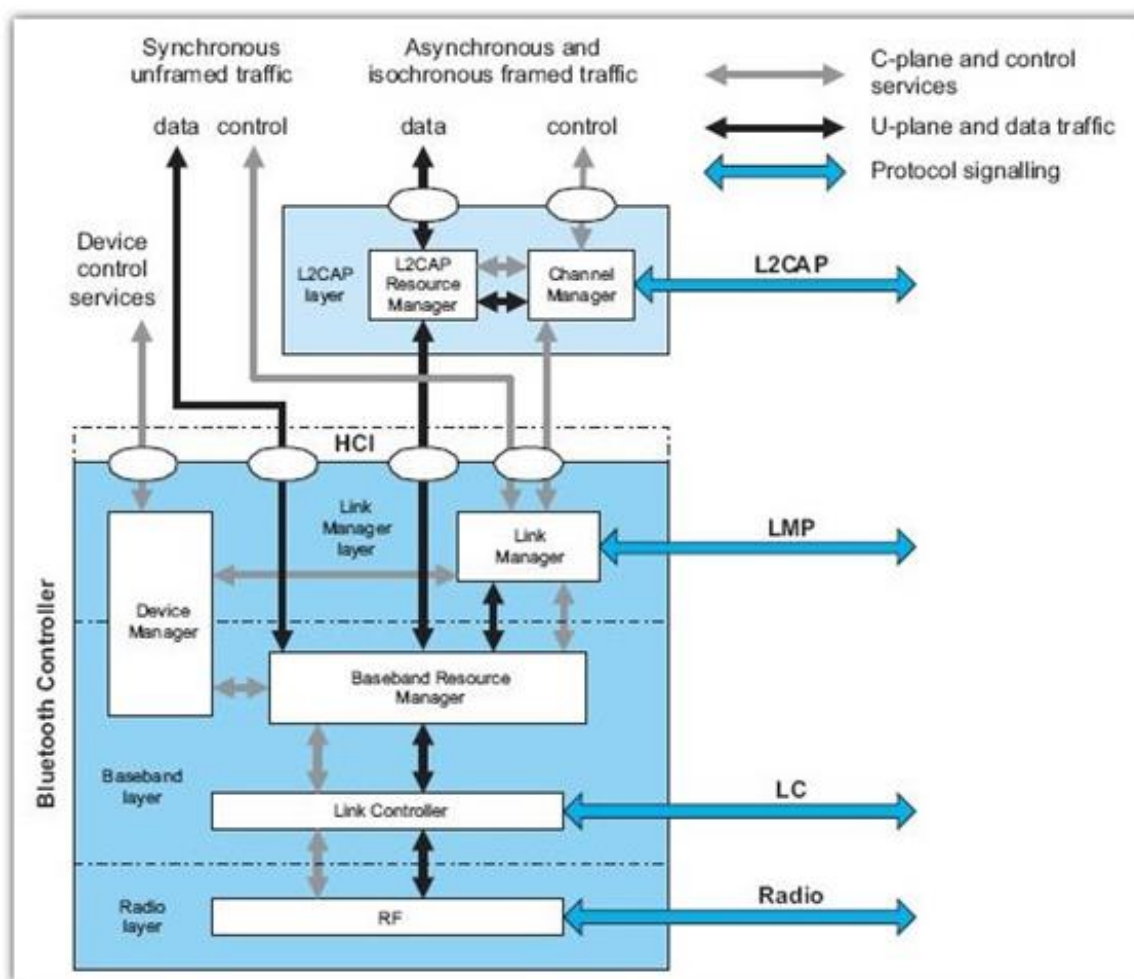 Synchronous
unframed traffic
Asynchronous and
isochronous framed traffic
C-plane and control
services
data control
data
control
U-plane and data traffic
Protocol signalling
Device
control
services
L2CAP
layer
L2CAP
Resource
Manager
Channel
Manager
L2CAP
HCI
Link
Manager
layer
Link
Manager
LMP
Device
Manager
Bluetooth Controller
Baseband Resource
Manager
Baseband
layer
Link Controller
LC
Radio
layer
RF
Radio